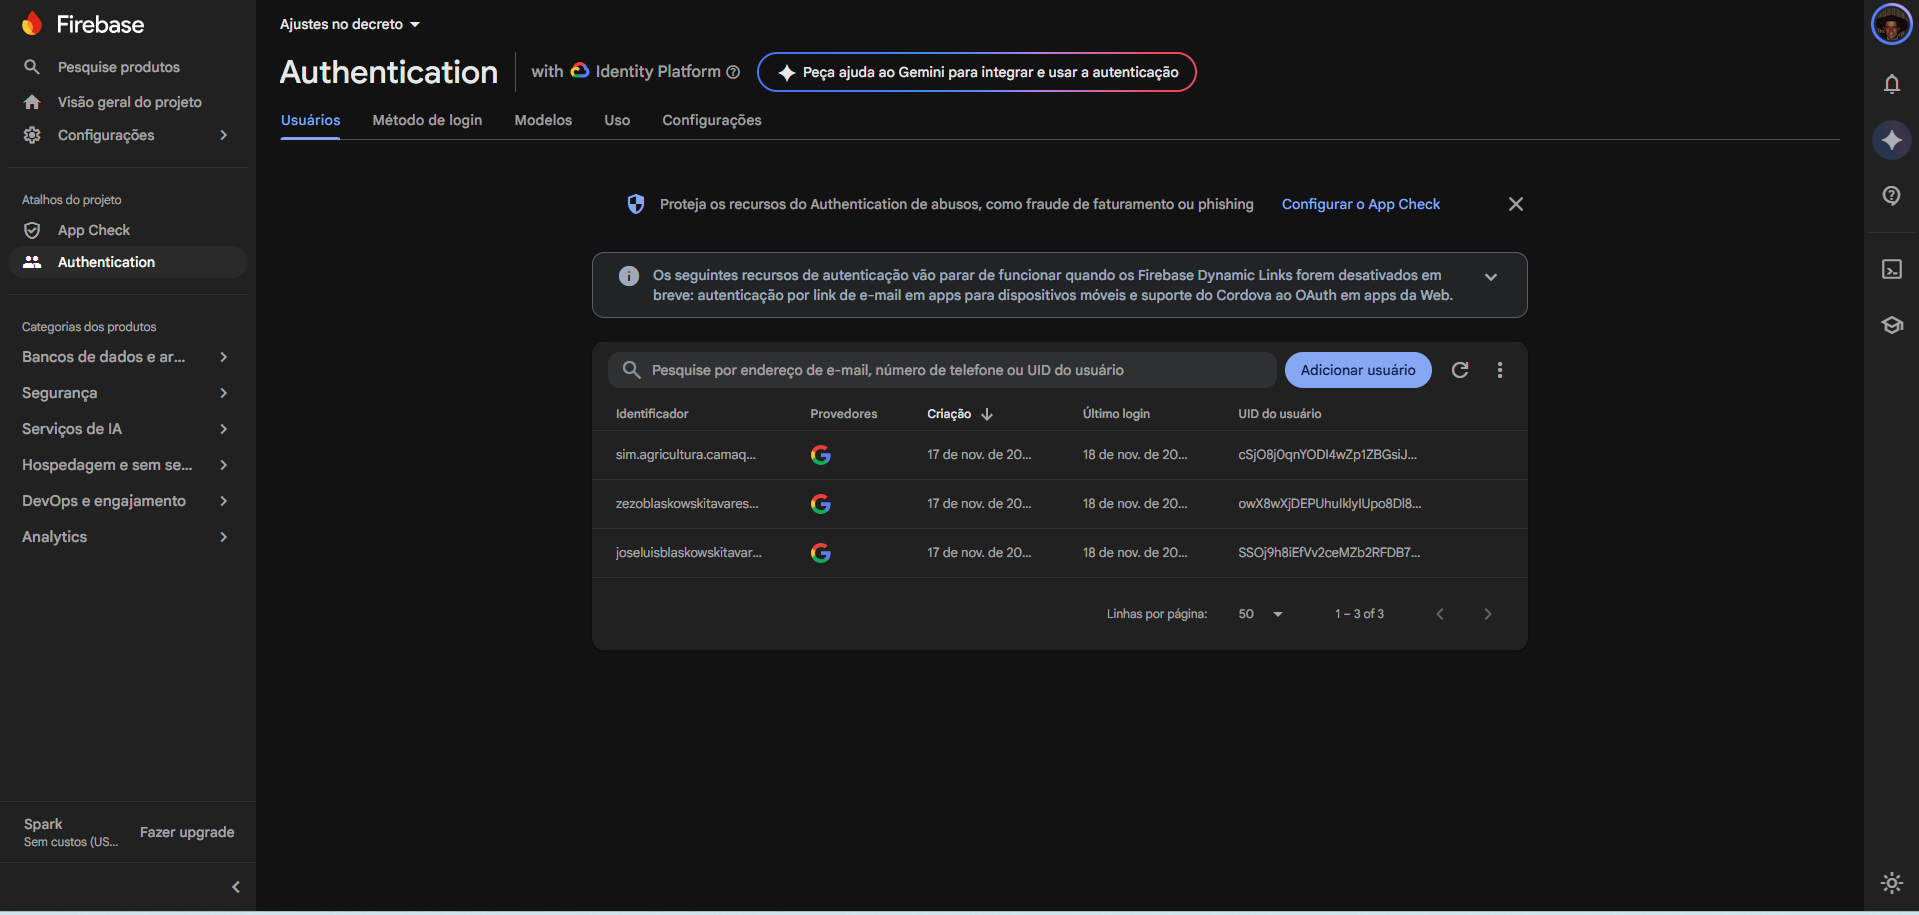 Firebase
Pesquise produtos
Visão geral do projeto
Configurações
Atalhos do projeto
App Check
Authentication
Categorias dos produtos
Bancos de dados e ar...
Segurança
Serviços de IA
Hospedagem e sem se...
DevOps e engajamento
Analytics
Spark
Sem custos (US...
Fazer upgrade
Ajustes no decreto
Authentication
with Identity Platform
Peça ajuda ao Gemini para integrar e usar a autenticação
Usuários Método de login Modelos Uso Configurações
Proteja os recursos do Authentication de abusos, como fraude de faturamento ou phishing Configurar o App Check
Os seguintes recursos de autenticação vão parar de funcionar quando os Firebase Dynamic Links forem desativados em
breve: autenticação por link de e-mail em apps para dispositivos móveis e suporte do Cordova ao OAuth em apps da Web.
Pesquise por endereço de e-mail, número de telefone ou UID do usuário Adicionar usuário
Identificador Provedores Criação Último login UID do usuário
sim.agricultura.camaq... 17 de nov. de 20... 18 de nov. de 20... cSjO8j0qnYODl4wZp1ZBGsiJ...
zezoblaskowskitavares... 17 de nov. de 20... 18 de nov. de 20... owX8wXjDEPUhuIklyIUpo8Dl8...
joseluisblaskowskitavar... 17 de nov. de 20... 18 de nov. de 20... SSOj9h8iEfVv2ceMZb2RFDB7...
Linhas por página: 50 1 – 3 of 3